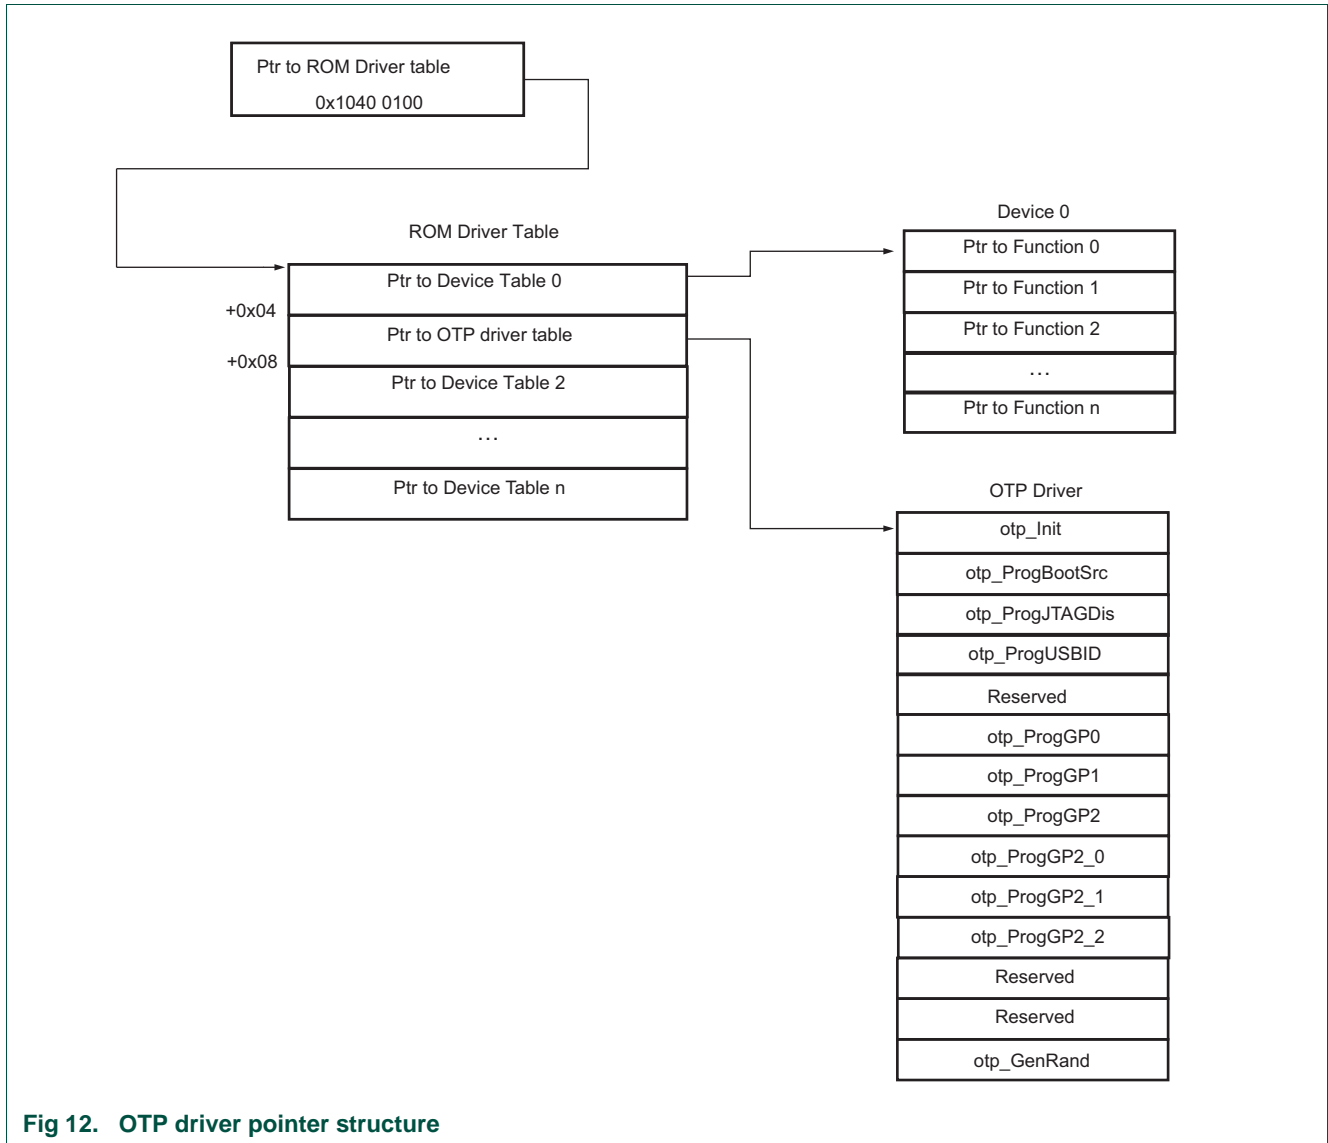 Ptr to ROM Driver table
0x1040 0100
ROM Driver Table
Ptr to Device Table 0
+0x04
Ptr to OTP driver table
+0x08
Ptr to Device Table 2
...
Ptr to Device Table n
Device 0
Ptr to Function 0
Ptr to Function 1
Ptr to Function 2
...
Ptr to Function n
OTP Driver
otp_Init
otp_ProgBootSrc
otp_ProgJTAGDis
otp_ProgUSBID
Reserved
otp_ProgGP0
otp_ProgGP1
otp_ProgGP2
otp_ProgGP2_0
otp_ProgGP2_1
otp_ProgGP2_2
Reserved
Reserved
otp_GenRand
Fig 12. OTP driver pointer structure